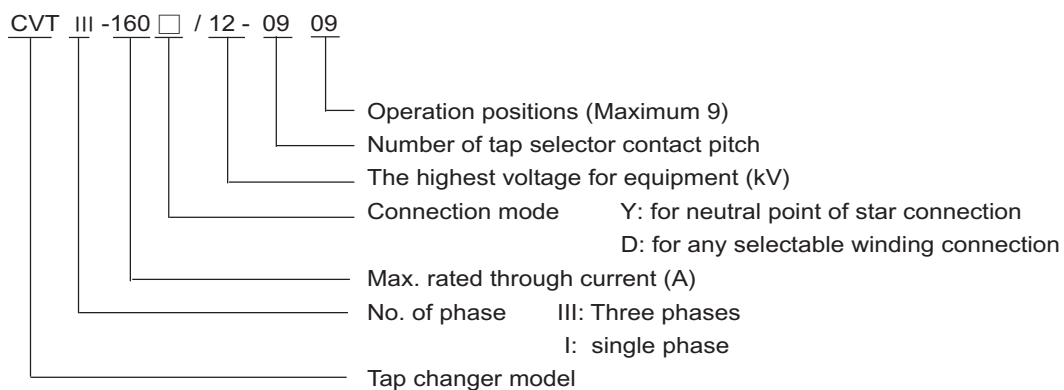 CVT III -160 □ / 12 - 09 09
Operation positions (Maximum 9)
Number of tap selector contact pitch
The highest voltage for equipment (kV)
Connection mode Y: for neutral point of star connection
D: for any selectable winding connection
Max. rated through current (A)
No. of phase III: Three phases
I: single phase
Tap changer model